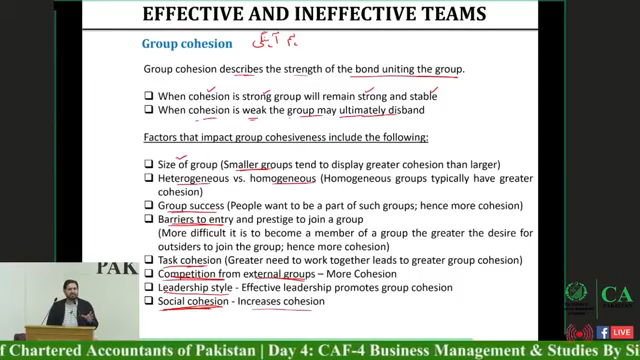 EFFECTIVE AND INEFFECTIVE TEAMS
Group cohesion
Group cohesion describes the strength of the bond uniting the group.
☐ When cohesion is strong group will remain strong and stable
☐ When cohesion is weak the group may ultimately disband
Factors that impact group cohesiveness include the following:
☐ Size of group (Smaller groups tend to display greater cohesion than larger)
☐ Heterogeneous vs. homogeneous (Homogeneous groups typically have greater
cohesion)
☐ Group success (People want to be a part of such groups; hence more cohesion)
☐ Barriers to entry and prestige to join a group
(More difficult it is to become a member of a group the greater the desire for
outsiders to join the group; hence more cohesion)
☐ Task cohesion (Greater need to work together leads to greater group cohesion)
☐ Competition from external groups – More Cohesion
☐ Leadership style - Effective leadership promotes group cohesion
☐ Social cohesion - Increases cohesion
PAK
CA
PAKISTAN
LIVE
of Chartered Accountants of Pakistan | Day 4: CAF-4 Business Management & Studies By Si